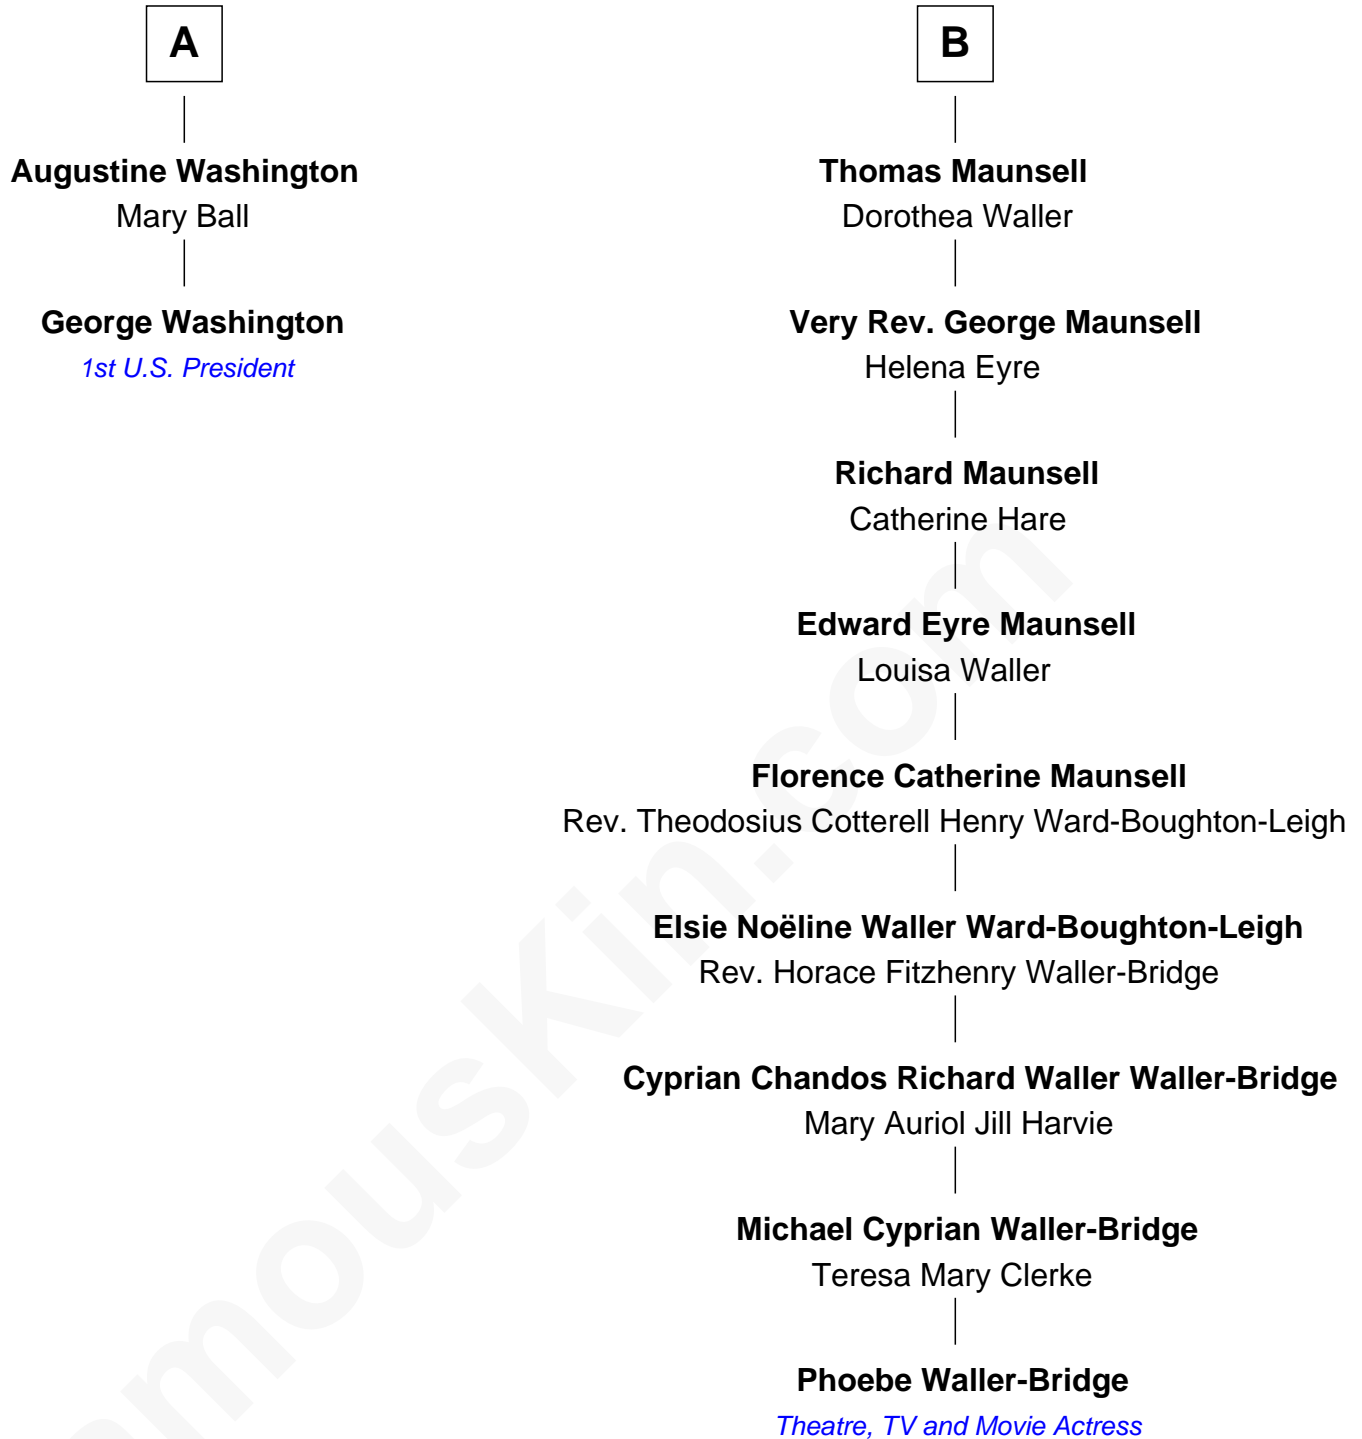 A
Augustine Washington
Mary Ball
George Washington
1st U.S. President
B
Thomas Maunsell
Dorothea Waller
Very Rev. George Maunsell
Helena Eyre
Richard Maunsell
Catherine Hare
Edward Eyre Maunsell
Louisa Waller
Florence Catherine Maunsell
Rev. Theodosius Cotterell Henry Ward-Boughton-Leigh
Elsie Noëline Waller Ward-Boughton-Leigh
Rev. Horace Fitzhenry Waller-Bridge
Cyprian Chandos Richard Waller Waller-Bridge
Mary Auriol Jill Harvie
Michael Cyprian Waller-Bridge
Teresa Mary Clerke
Phoebe Waller-Bridge
Theatre, TV and Movie Actress
amousKin.com